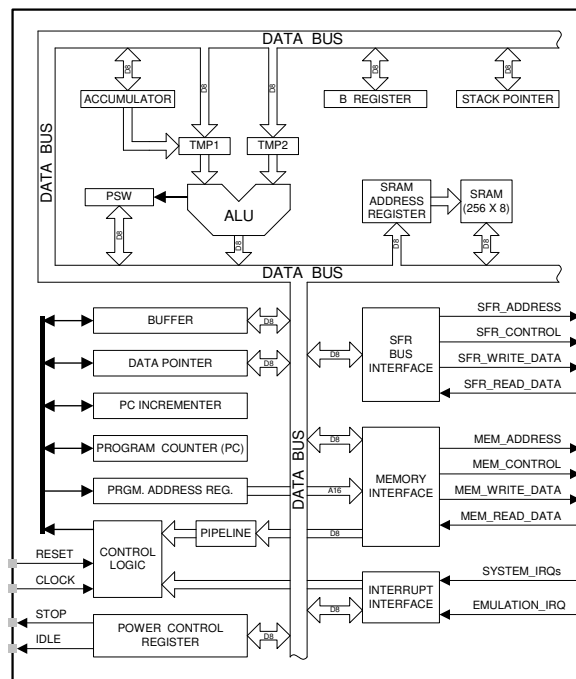 DATA BUS
D8
D8
D8
D8
D8
ACCUMULATOR
B REGISTER
STACK POINTER
DATA BUS
TMP1
TMP2
PSW
ALU
SRAM
ADDRESS
REGISTER
SRAM
(256 X 8)
D8
D8
D8
D8
DATA BUS
BUFFER
D8
DATA POINTER
D8
PC INCREMENTER
PROGRAM COUNTER (PC)
PRGM. ADDRESS REG.
A16
DATA BUS
D8
SFR
BUS
INTERFACE
SFR_ADDRESS
SFR_CONTROL
SFR_WRITE_DATA
SFR_READ_DATA
D8
MEMORY
INTERFACE
MEM_ADDRESS
MEM_CONTROL
MEM_WRITE_DATA
MEM_READ_DATA
CONTROL
LOGIC
PIPELINE
D8
RESET
CLOCK
INTERRUPT
INTERFACE
D8
SYSTEM_IRQs
EMULATION_IRQ
STOP
IDLE
POWER CONTROL
REGISTER
D8